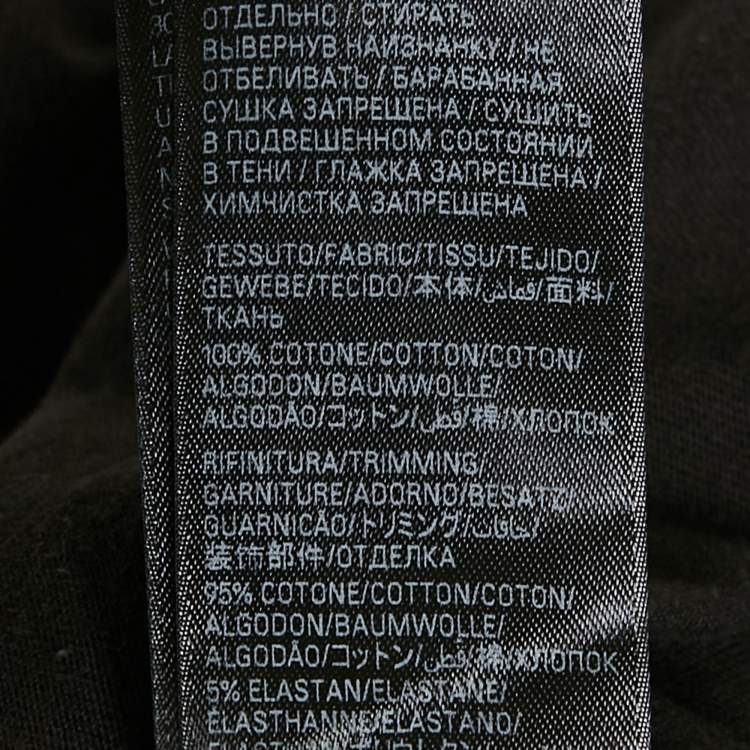 ОТДЕЛЬНО / СТИРАТЬ
ВЫВЕРНУВ НАИЗНАНКУ / НЕ
ОТБЕЛИВАТЬ / БАРАБАННАЯ
СУШКА ЗАПРЕЩЕНА / СУШИТЬ
В ПОДВЕШЕННОМ СОСТОЯНИИ
В ТЕНИ / ГЛАЖКА ЗАПРЕЩЕНА /
ХИМЧИСТКА ЗАПРЕЩЕНА
TESSUTO/FABRIC/TISSU/TEJIDO/
GEWEBE/TECIDO/本体/قماش/面料/
ТКАНЬ
100% COTONE/COTTON/COTON/
ALGODON/BAUMWOLLE/
ALGODÃO/コットン/قطن/棉/ХЛОПОК
RIFINITURA/TRIMMING/
GARNITURE/ADORNO/BESATZ/
GUARNICÃO/トリミング/حافات/
装饰部件/ОТДЕЛКА
95% COTONE/COTTON/COTON/
ALGODON/BAUMWOLLE/
ALGODÃO/コットン/قطن/棉/ХЛОПОК
5% ELASTAN/ELASTANE/
ELASTHANNE/ELASTANO/